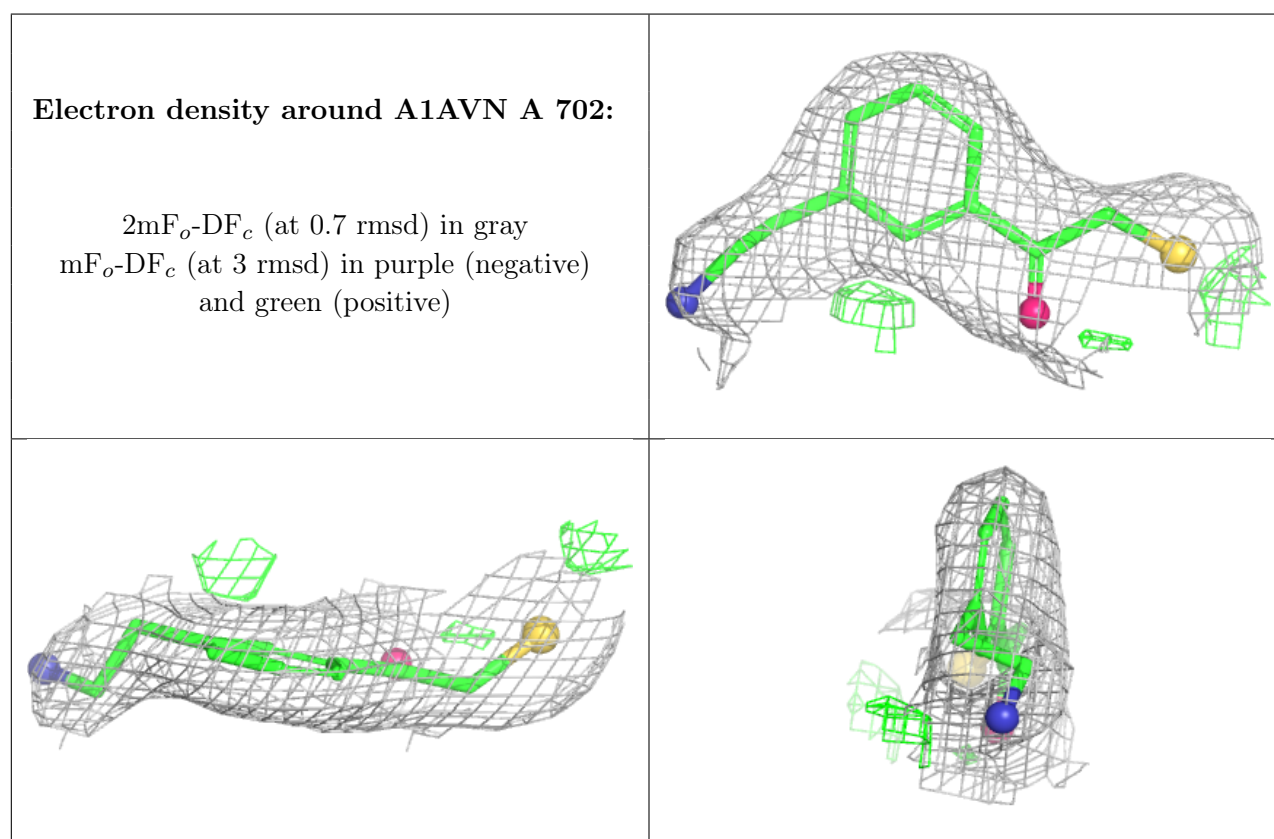 Electron density around A1AVN A 702:
2mFo-DFc (at 0.7 rmsd) in gray
mFo-DFc (at 3 rmsd) in purple (negative)
and green (positive)